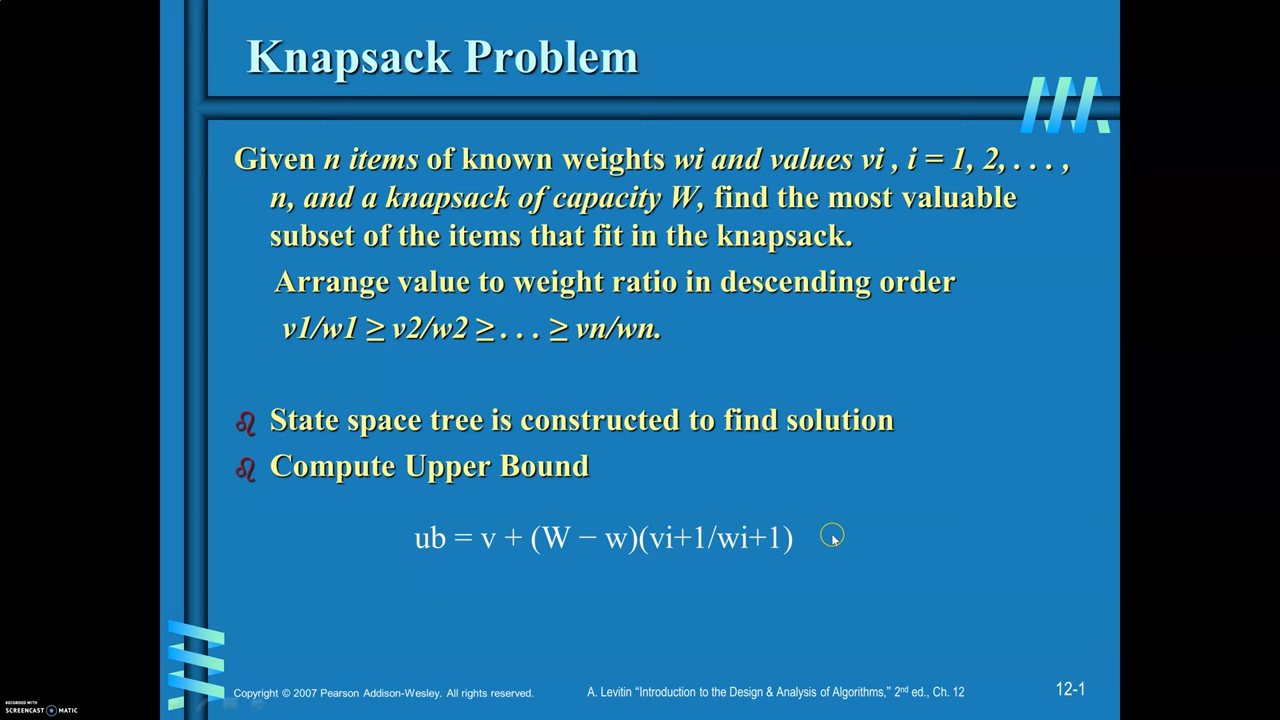 Knapsack Problem
Given n items of known weights wi and values vi , i = 1, 2, . . . ,
n, and a knapsack of capacity W, find the most valuable
subset of the items that fit in the knapsack.
Arrange value to weight ratio in descending order
v1/w1 ≥ v2/w2 ≥ . . . ≥ vn/wn.
State space tree is constructed to find solution
Compute Upper Bound
ub = v + (W − w)(vi+1/wi+1)
Copyright © 2007 Pearson Addison-Wesley. All rights reserved.
A. Levitin “Introduction to the Design & Analysis of Algorithms,” 2nd ed., Ch. 12
12-1
RECORDED WITH
SCREENCAST MATIC